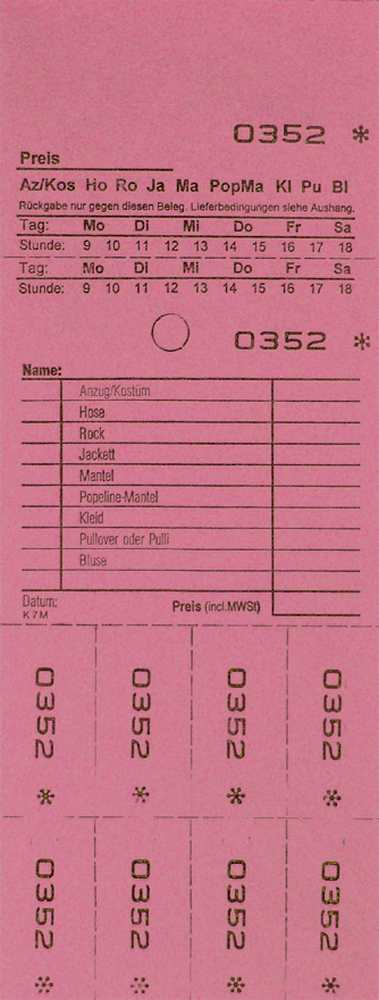 0352 *
Preis
Az/Kos Ho Ro Ja Ma PopMa Kl Pu Bl
Rückgabe nur gegen diesen Beleg. Lieferbedingungen siehe Aushang.
Tag: Mo Di Mi Do Fr Sa
Stunde: 9 10 11 12 13 14 15 16 17 18
Tag: Mo Di Mi Do Fr Sa
Stunde: 9 10 11 12 13 14 15 16 17 18
0352 *
Name:
Anzug/Kostüm
Hose
Rock
Jackett
Mantel
Popeline-Mantel
Kleid
Pullover oder Pulli
Bluse
Datum: Preis (incl.MWSt)
K7M
0352 * 0352 * 0352 * 0352 *
0352 * 0352 * 0352 * 0352 *